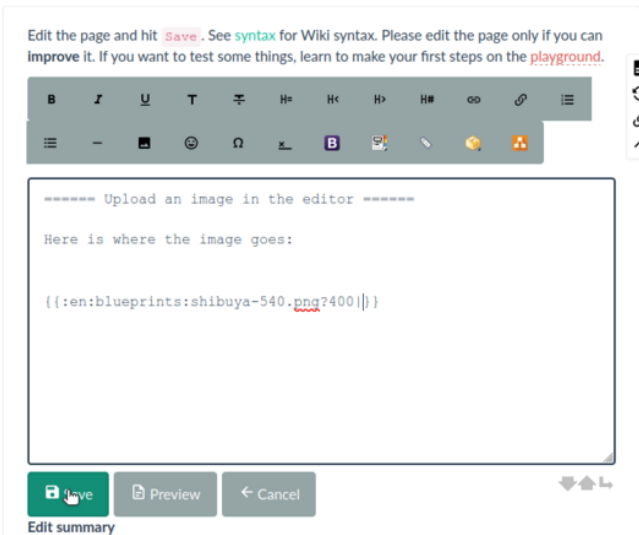 Edit the page and hit Save. See syntax for Wiki syntax. Please edit the page only if you can
improve it. If you want to test some things, learn to make your first steps on the playground.
B I U T T H= H< H> H#
Ω x_ B
====== Upload an image in the editor ======
Here is where the image goes:
{{:en:blueprints:shibuya-540.png?400|}}
Save Preview Cancel
Edit summary